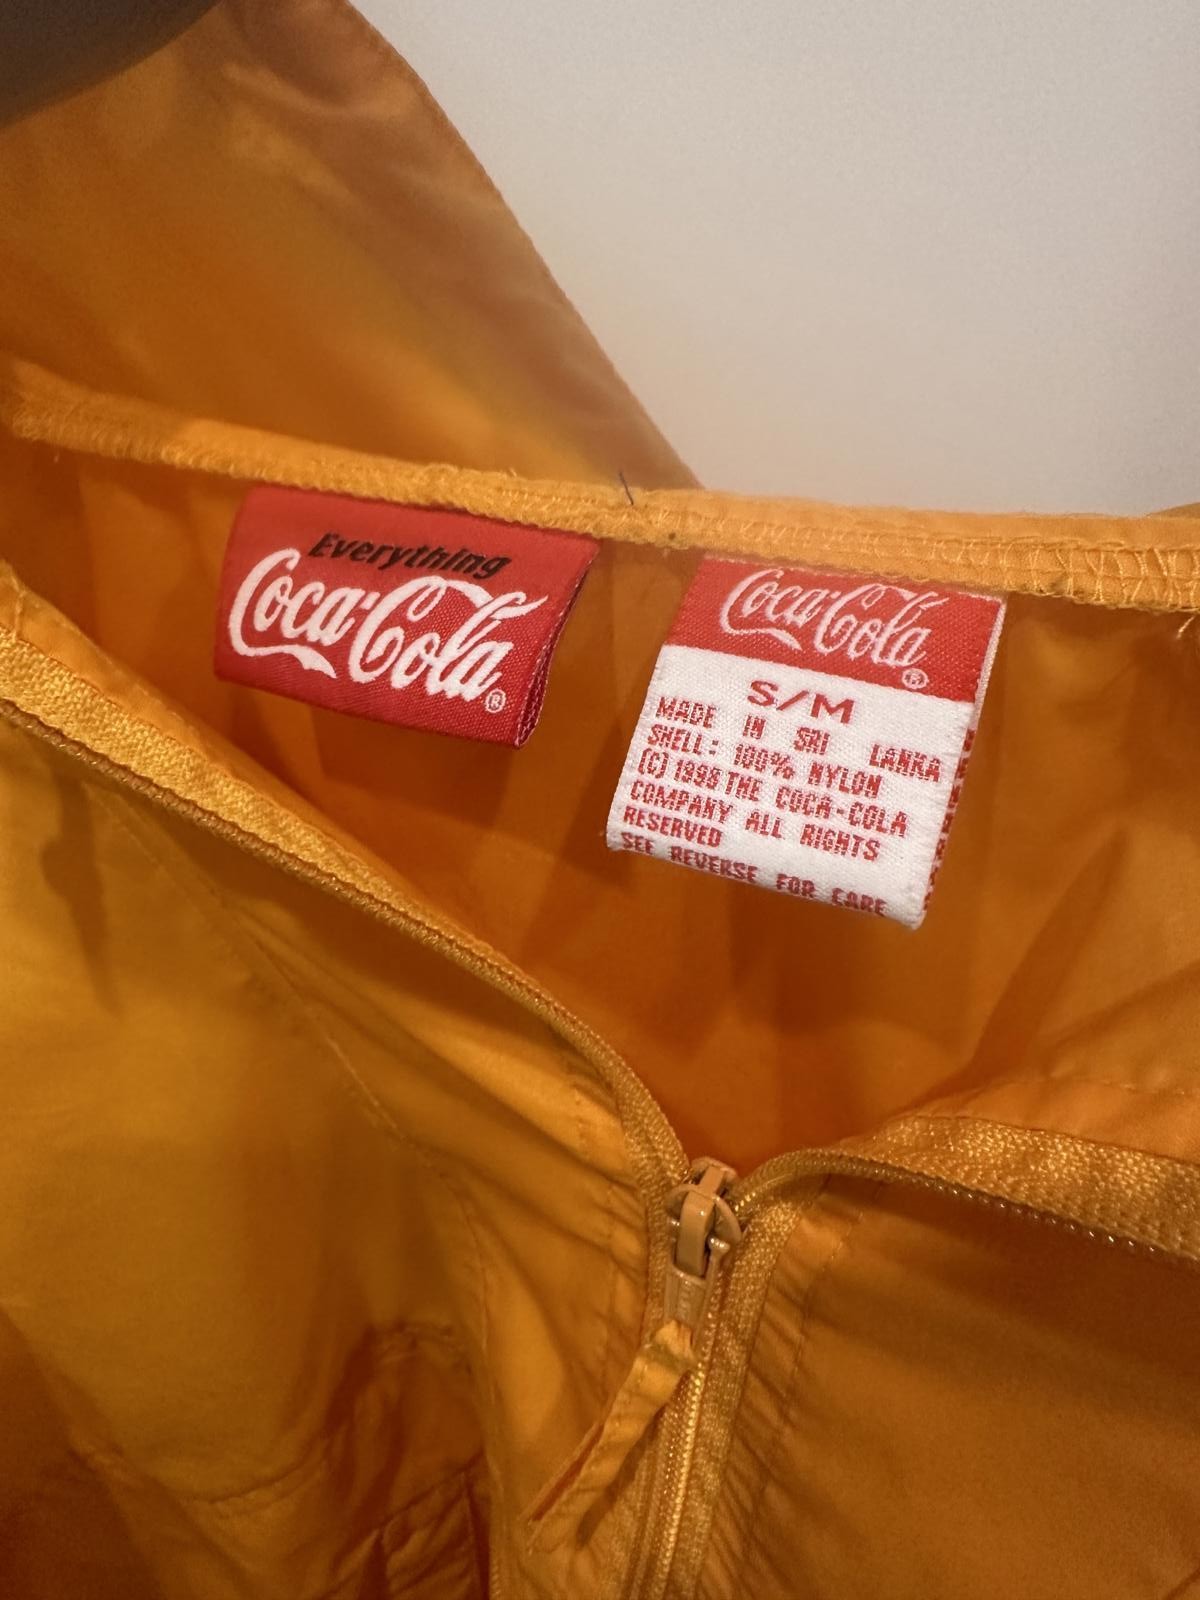 Everything
Coca-Cola®
Coca-Cola
®
S/M
MADE IN SRI LANKA
SHELL: 100% NYLON
(C) 1998 THE COCA-COLA
COMPANY ALL RIGHTS
RESERVED
SEE REVERSE FOR CARE